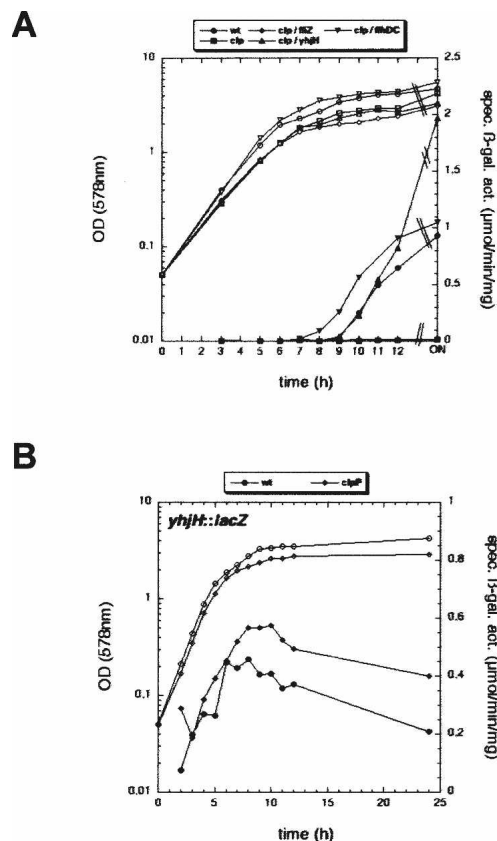 A
wt clp / fliZ clp / flhDC
clp clp / yhjH
OD (578nm)
10
1
0.1
0.01
spec. ß-gal. act. (µmol/min/mg)
2.5
2
1.5
1
0.5
0
0 1 2 3 4 5 6 7 8 9 10 11 12 ON
time (h)
B
wt clpP
yhjH::lacZ
OD (578nm)
10
1
0.1
0.01
spec. ß-gal. act. (µmol/min/mg)
1
0.8
0.6
0.4
0.2
0
0 5 10 15 20 25
time (h)